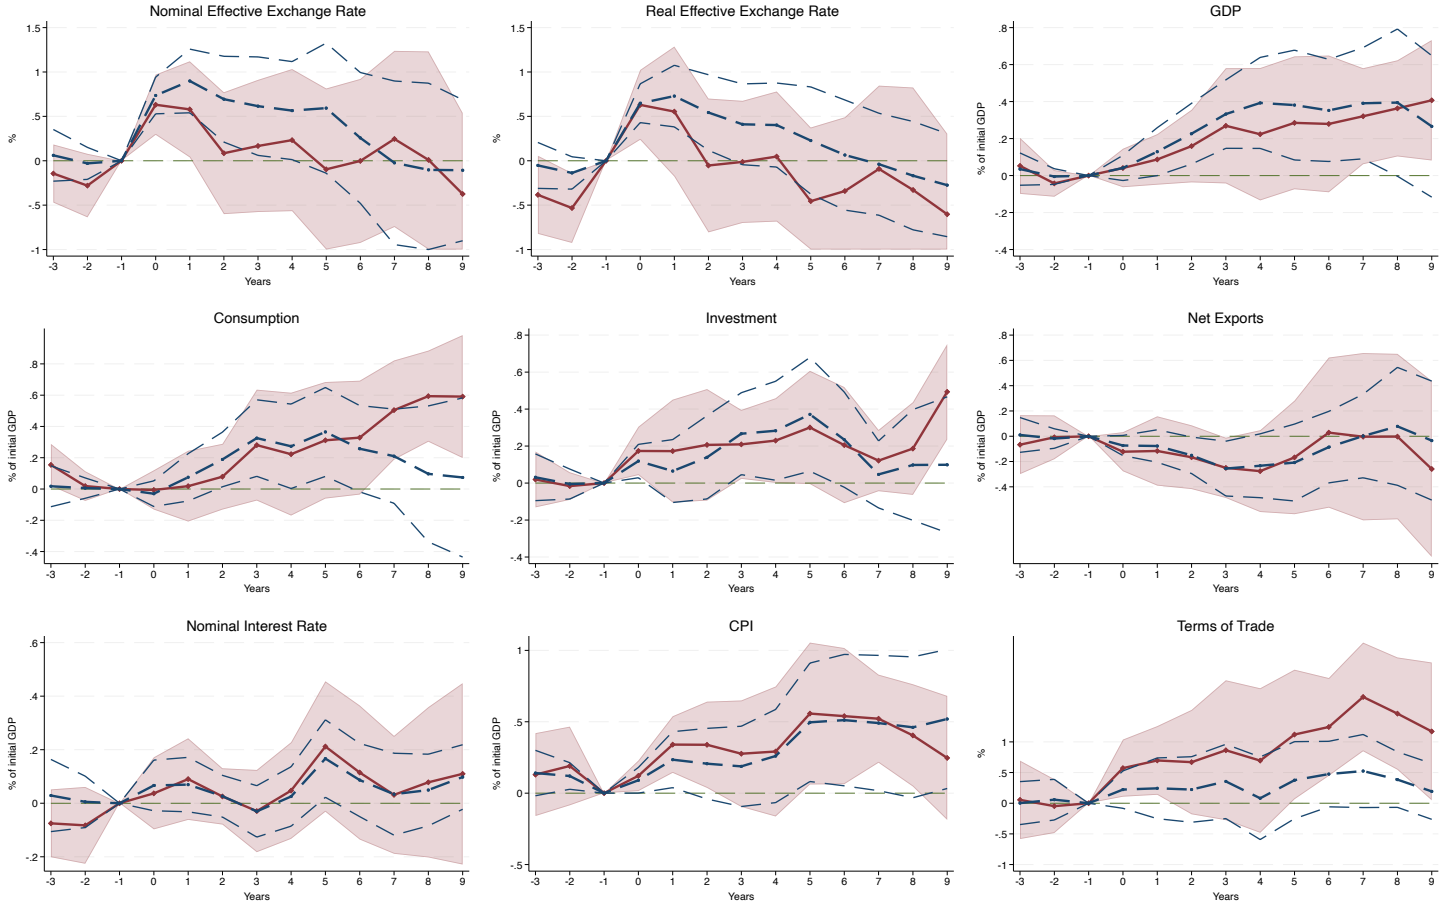 Nominal Effective Exchange Rate
%
1.5
1
.5
0
-.5
-1
-3 -2 -1 0 1 2 3 4 5 6 7 8 9
Years
Real Effective Exchange Rate
%
1.5
1
.5
0
-.5
-1
-3 -2 -1 0 1 2 3 4 5 6 7 8 9
Years
GDP
% of initial GDP
.8
.6
.4
.2
0
-.2
-.4
-3 -2 -1 0 1 2 3 4 5 6 7 8 9
Years
Consumption
% of initial GDP
.8
.6
.4
.2
0
-.2
-.4
-3 -2 -1 0 1 2 3 4 5 6 7 8 9
Years
Investment
% of initial GDP
.8
.6
.4
.2
0
-.2
-.4
-3 -2 -1 0 1 2 3 4 5 6 7 8 9
Years
Net Exports
% of initial GDP
.8
.6
.4
.2
0
-.2
-.4
-3 -2 -1 0 1 2 3 4 5 6 7 8 9
Years
Nominal Interest Rate
% of initial GDP
.6
.4
.2
0
-.2
-3 -2 -1 0 1 2 3 4 5 6 7 8 9
Years
CPI
% of initial GDP
1
.5
0
-.5
-3 -2 -1 0 1 2 3 4 5 6 7 8 9
Years
Terms of Trade
%
1
.5
0
-.5
-1
-3 -2 -1 0 1 2 3 4 5 6 7 8 9
Years